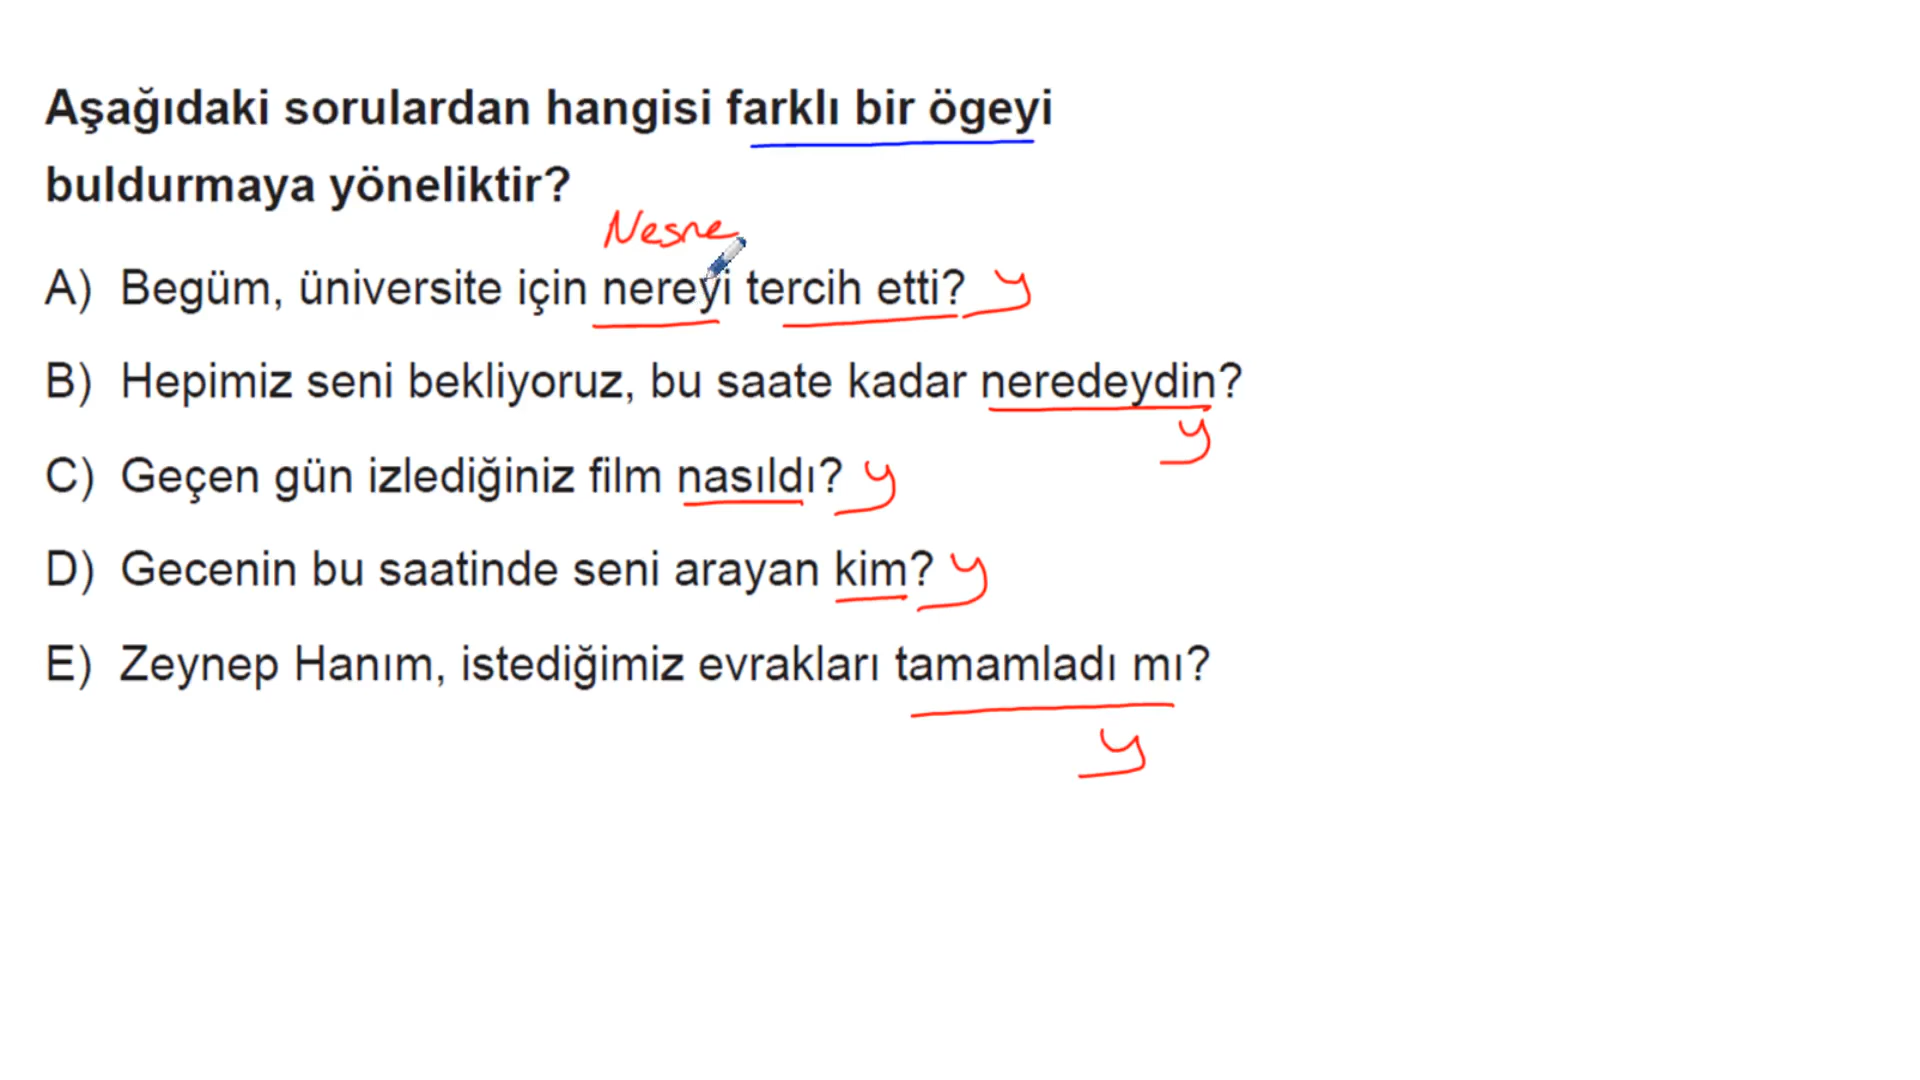 Aşağıdaki sorulardan hangisi farklı bir ögeyi
buldurmaya yöneliktir?
Nesne
A) Begüm, üniversite için nereyi tercih etti? y
B) Hepimiz seni bekliyoruz, bu saate kadar neredeydin?
y
C) Geçen gün izlediğiniz film nasıldı? y
D) Gecenin bu saatinde seni arayan kim? y
E) Zeynep Hanım, istediğimiz evrakları tamamladı mı?
y